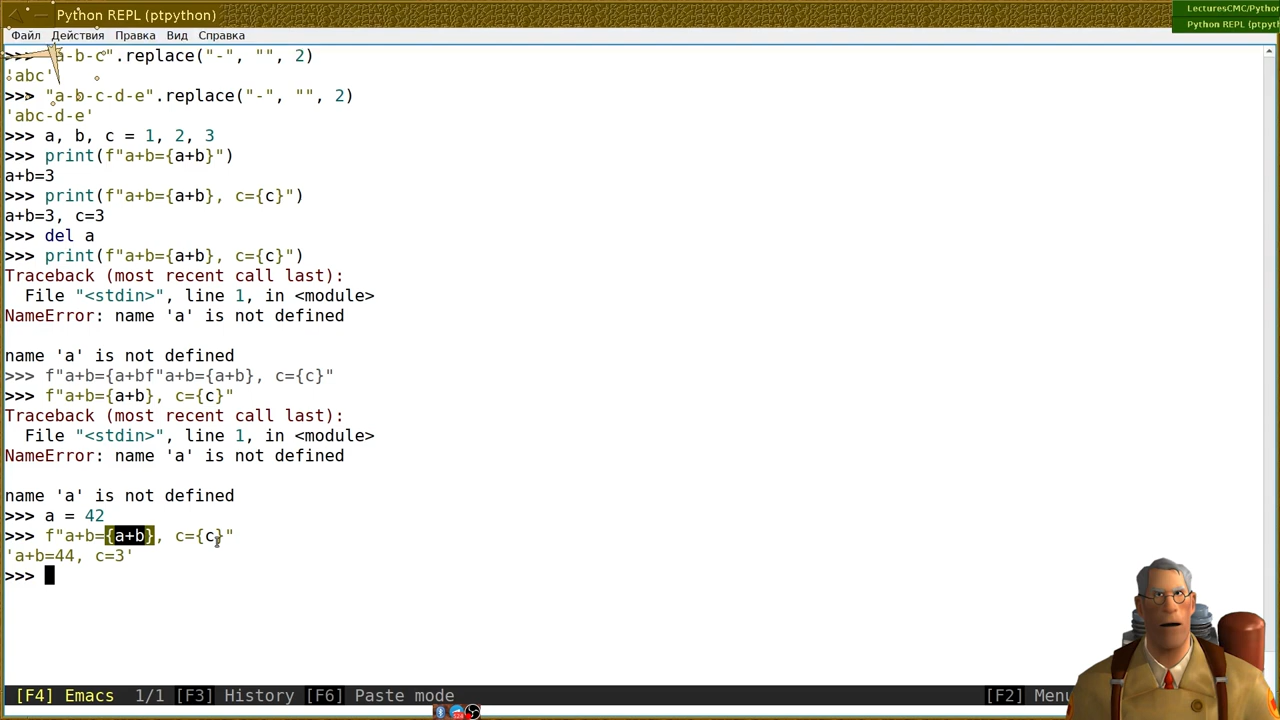 Python REPL (ptpython)
LecturesCMC/Python
Python REPL (ptpyt
Файл Действия Правка Вид Справка
>>> "a-b-c".replace("-", "", 2)
'abc'
>>> "a-b-c-d-e".replace("-", "", 2)
'abc-d-e'
>>> a, b, c = 1, 2, 3
>>> print(f"a+b={a+b}")
a+b=3
>>> print(f"a+b={a+b}, c={c}")
a+b=3, c=3
>>> del a
>>> print(f"a+b={a+b}, c={c}")
Traceback (most recent call last):
File "<stdin>", line 1, in <module>
NameError: name 'a' is not defined
name 'a' is not defined
>>> f"a+b={a+bf"a+b={a+b}, c={c}"
>>> f"a+b={a+b}, c={c}"
Traceback (most recent call last):
File "<stdin>", line 1, in <module>
NameError: name 'a' is not defined
name 'a' is not defined
>>> a = 42
>>> f"a+b={a+b}, c={c}"
'a+b=44, c=3'
>>>
[F4] Emacs 1/1 [F3] History [F6] Paste mode [F2] Menu